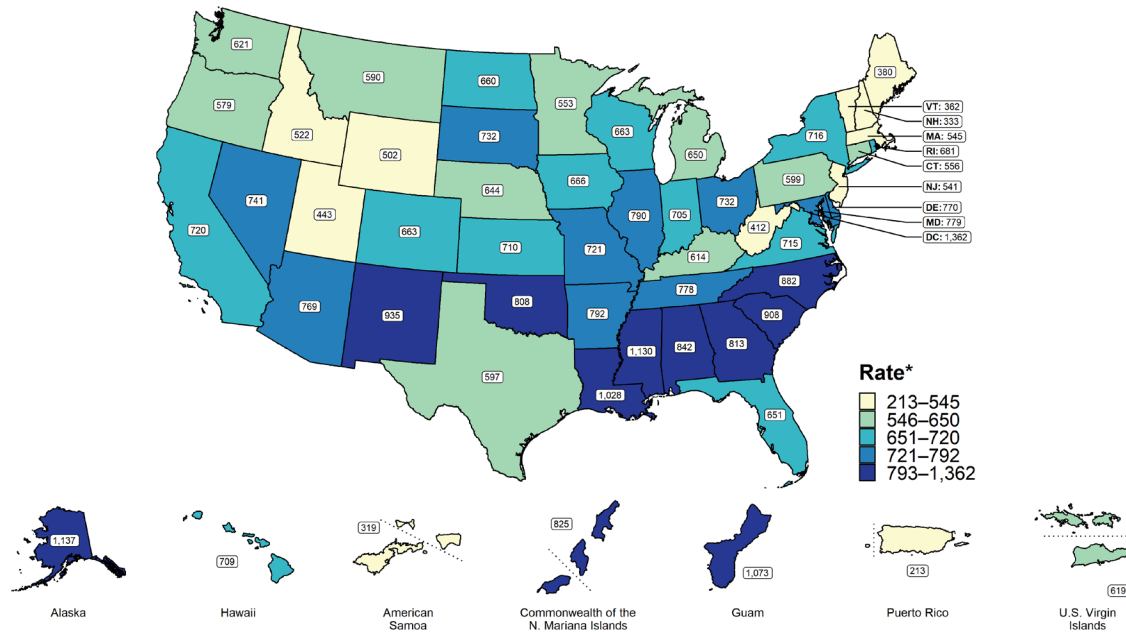 621
590
660
553
579
522
502
732
663
650
716
380
VT: 362
NH: 333
MA: 545
RI: 681
CT: 556
NJ: 541
DE: 770
MD: 779
DC: 1,362
599
644
666
741
443
663
790
705
732
412
715
720
710
721
614
882
769
935
808
792
778
908
1,130
842
813
597
1,028
651
Rate*
213–545
546–650
651–720
721–792
793–1,362
1,137
709
319
825
1,073
213
619
Alaska
Hawaii
American
Samoa
Commonwealth of the
N. Mariana Islands
Guam
Puerto Rico
U.S. Virgin
Islands